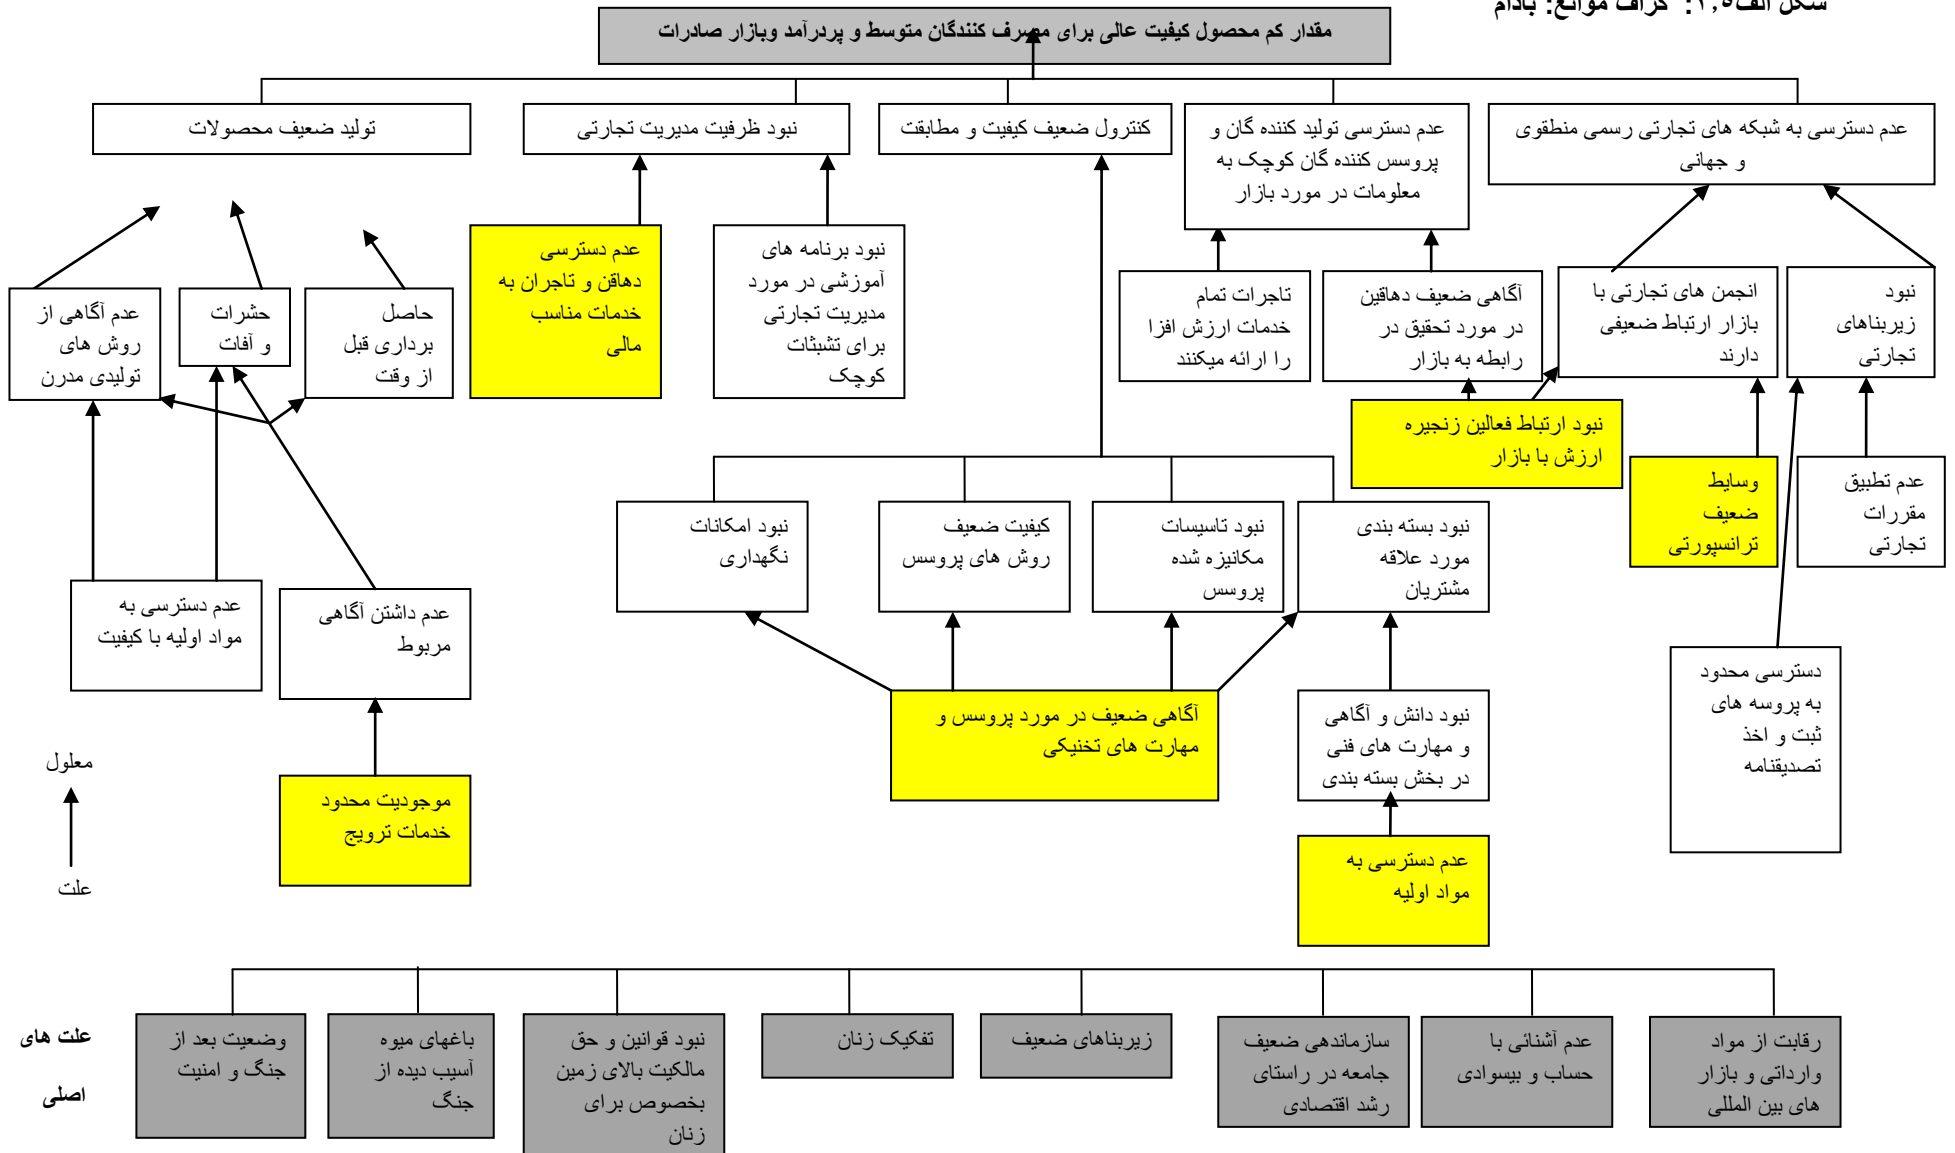 شکل الف۱٫۵: گراف موانع: بادام
مقدار کم محصول کیفیت عالی برای مصرف کنندگان متوسط و پردرآمد وبازار صادرات
عدم دسترسی به شبکه های تجارتی رسمی منطقوی
و جهانی
عدم دسترسی تولید کننده گان و
پروسس کننده گان کوچک به
معلومات در مورد بازار
کنترول ضعیف کیفیت و مطابقت
نبود ظرفیت مدیریت تجارتی
تولید ضعیف محصولات
نبود
زیربناهای
تجارتی
انجمن های تجارتی با
بازار ارتباط ضعیفی
دارند
آگاهی ضعیف دهاقین
در مورد تحقیق در
رابطه به بازار
تاجرات تمام
خدمات ارزش افزا
را ارائه میکنند
نبود برنامه های
آموزشی در مورد
مدیریت تجارتی
برای تشبثات
کوچک
عدم دسترسی
دهاقن و تاجران به
خدمات مناسب
مالی
حاصل
برداری قبل
از وقت
حشرات
و آفات
عدم آگاهی از
روش های
تولیدی مدرن
نبود ارتباط فعالین زنجیره
ارزش با بازار
عدم تطبیق
مقررات
تجارتی
وسایط
ضعیف
ترانسپورتی
نبود بسته بندی
مورد علاقه
مشتریان
نبود تاسیسات
مکانیزه شده
پروسس
کیفیت ضعیف
روش های پروسس
نبود امکانات
نگهداری
عدم داشتن آگاهی
مربوط
عدم دسترسی به
مواد اولیه با کیفیت
دسترسی محدود
به پروسه های
ثبت و اخذ
تصدیقنامه
نبود دانش و آگاهی
و مهارت های فنی
در بخش بسته بندی
آگاهی ضعیف در مورد پروسس و
مهارت های تخنیکی
موجودیت محدود
خدمات ترویج
معلول
علت
عدم دسترسی به
مواد اولیه
رقابت از مواد
وارداتی و بازار
های بین المللی
عدم آشنائی با
حساب و بیسوادی
سازماندهی ضعیف
جامعه در راستای
رشد اقتصادی
زیربناهای ضعیف
تفکیک زنان
نبود قوانین و حق
مالکیت بالای زمین
بخصوص برای
زنان
باغهای میوه
آسیب دیده از
جنگ
وضعیت بعد از
جنگ و امنیت
علت های
اصلی